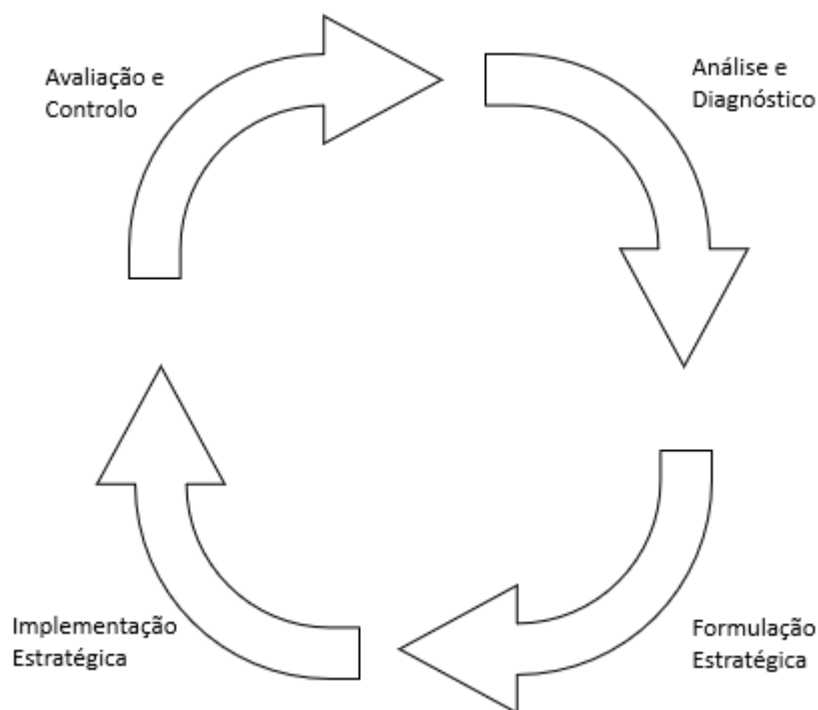 Avaliação e
Controlo
Análise e
Diagnóstico
Implementação
Estratégica
Formulação
Estratégica